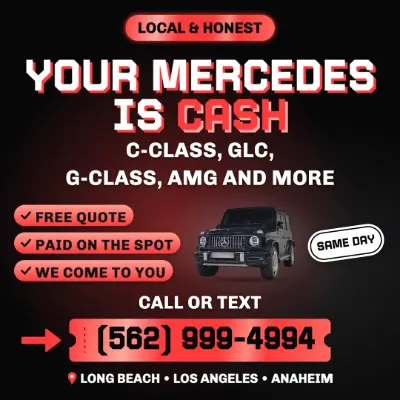 LOCAL & HONEST
YOUR MERCEDES
IS CASH
C-CLASS, GLC,
G-CLASS, AMG AND MORE
FREE QUOTE
PAID ON THE SPOT
WE COME TO YOU
SAME DAY
CALL OR TEXT
(562) 999-4994
LONG BEACH • LOS ANGELES • ANAHEIM